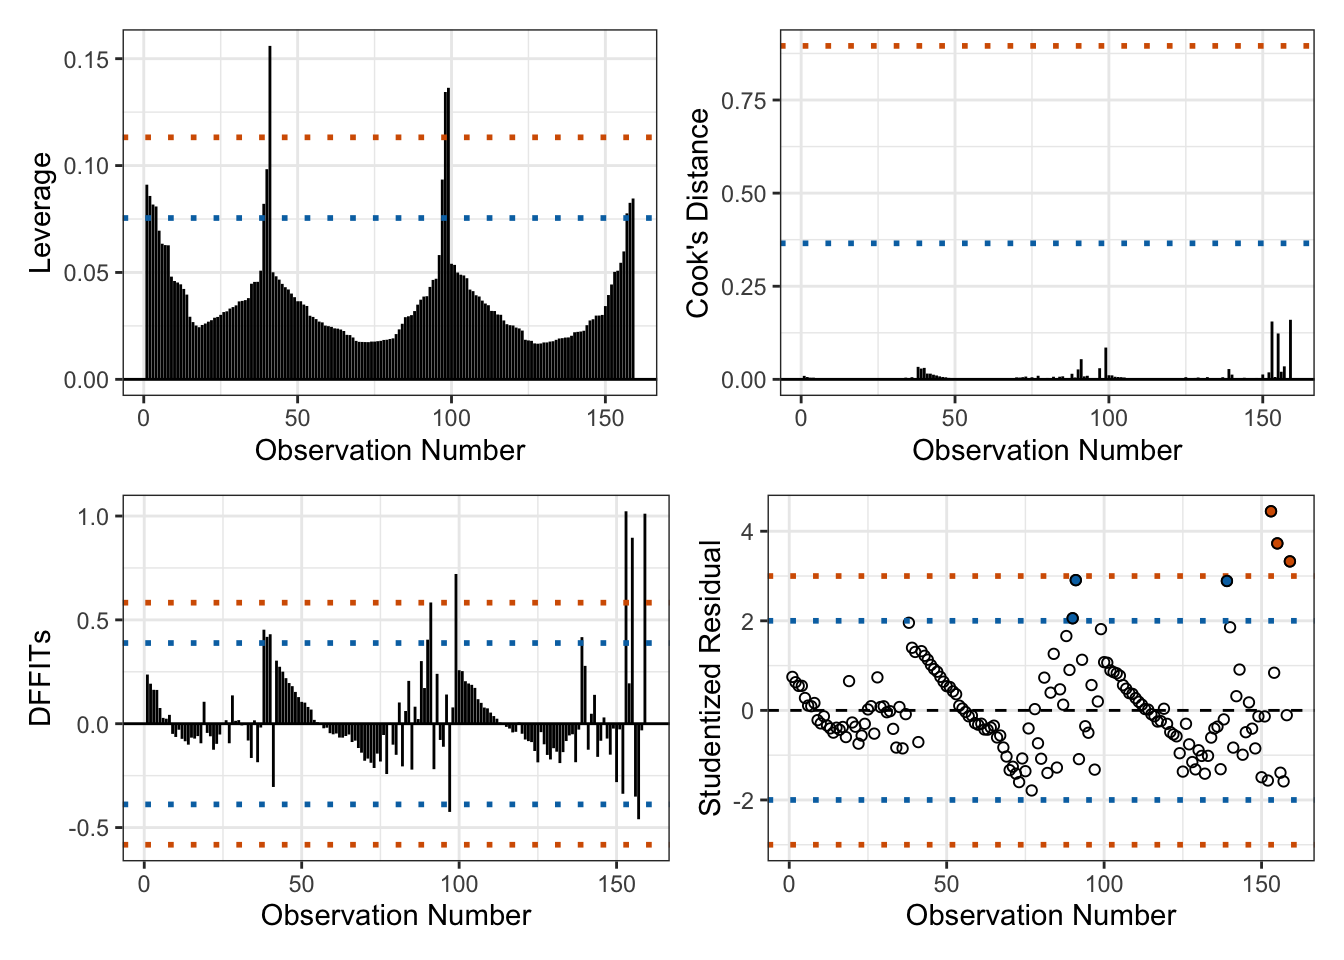 0.15
0.10
0.05
0.00
Leverage
0 50 100 150
Observation Number
0.75
0.50
0.25
0.00
Cook's Distance
0 50 100 150
Observation Number
1.0
0.5
0.0
-0.5
DFFITs
0 50 100 150
Observation Number
4
2
0
-2
Studentized Residual
0 50 100 150
Observation Number